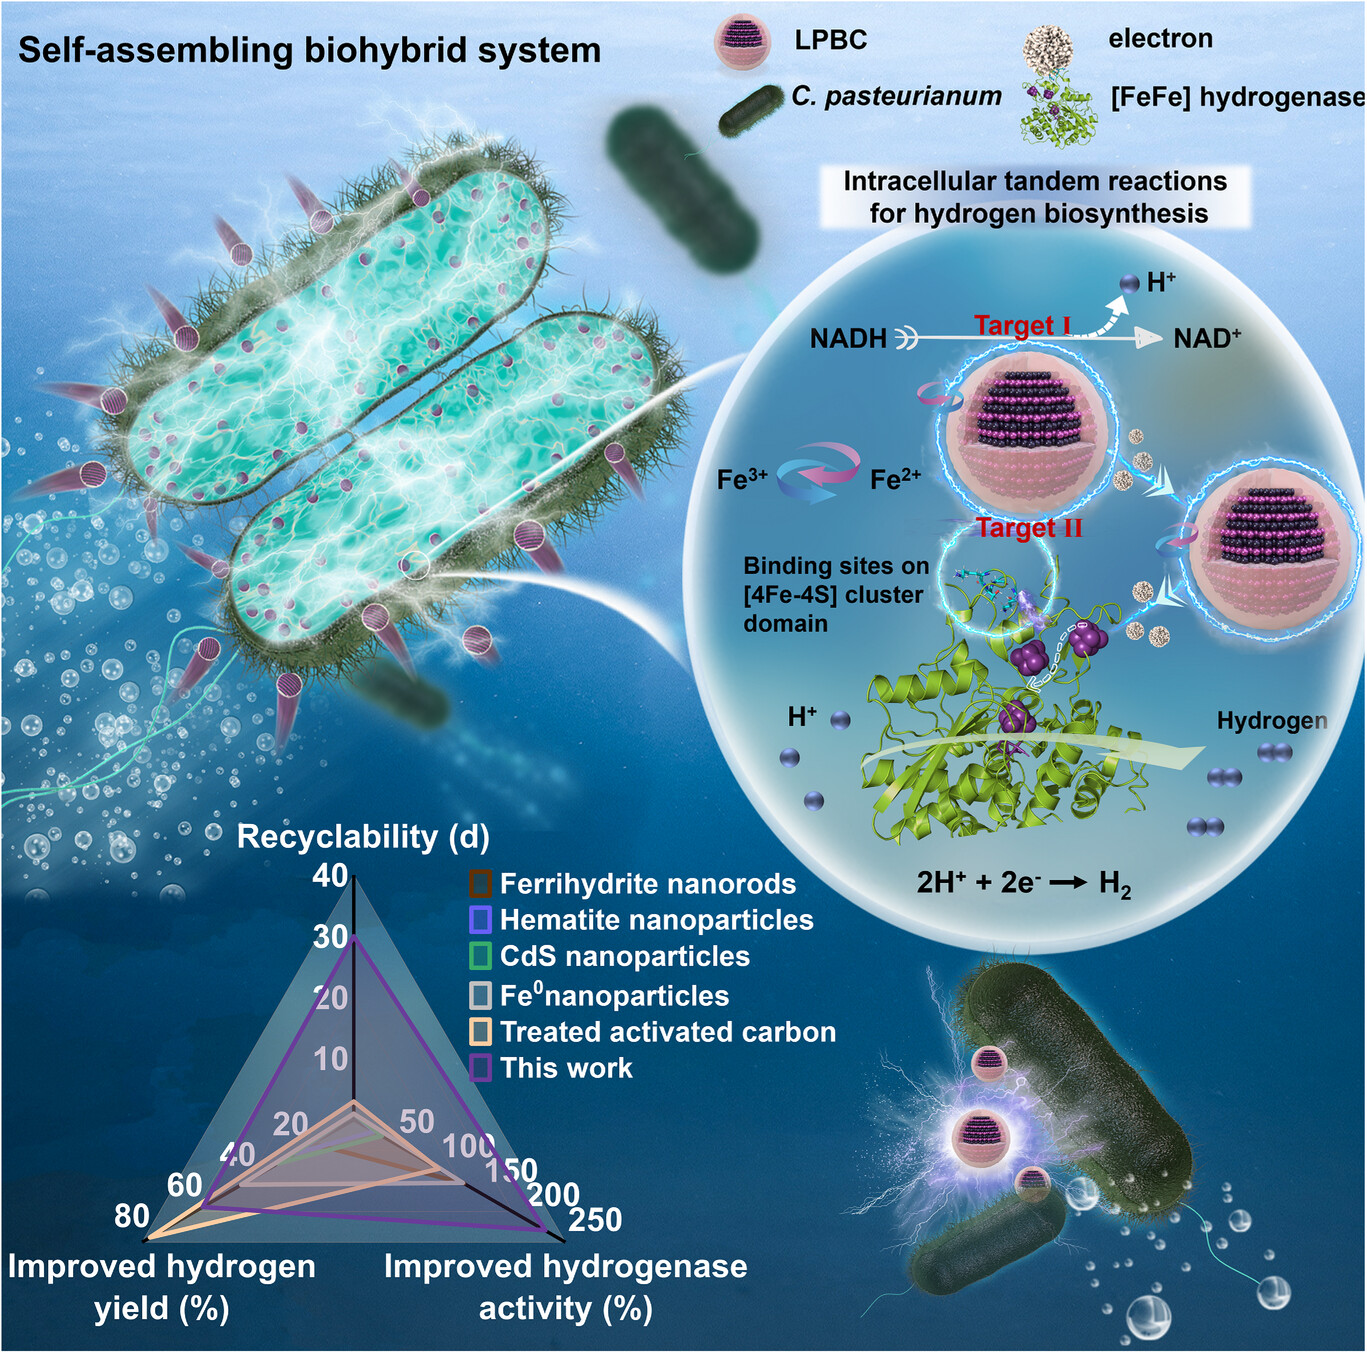 Self-assembling biohybrid system
LPBC
electron
C. pasteurianum
[FeFe] hydrogenase
Intracellular tandem reactions
for hydrogen biosynthesis
H⁺
Target I
NADH
NAD⁺
Fe³⁺
Fe²⁺
Target II
Binding sites on
[4Fe-4S] cluster
domain
H⁺
Hydrogen
2H⁺ + 2e⁻ → H₂
Recyclability (d)
40
30
20
10
20
40
60
80
50
100
150
200
250
Improved hydrogen
yield (%)
Improved hydrogenase
activity (%)
Ferrihydrite nanorods
Hematite nanoparticles
CdS nanoparticles
Fe⁰nanoparticles
Treated activated carbon
This work